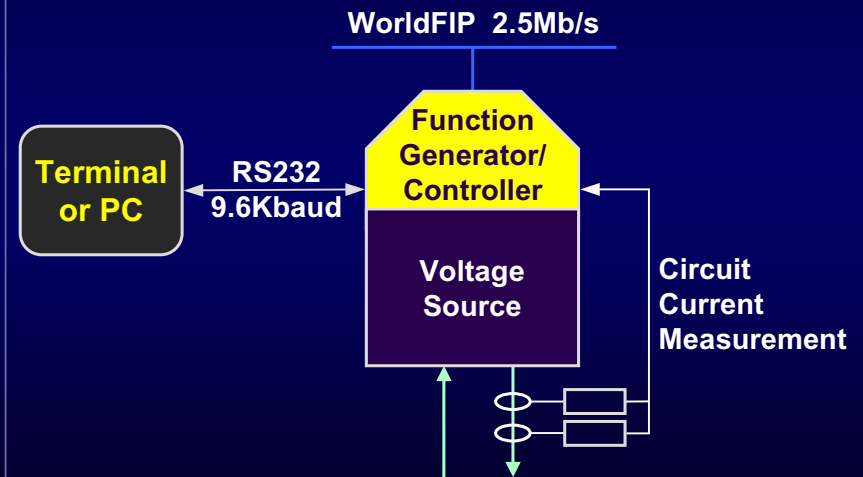 WorldFIP 2.5Mb/s
Function
Generator/
Controller
Terminal
or PC
RS232
9.6Kbaud
Voltage
Source
Circuit
Current
Measurement